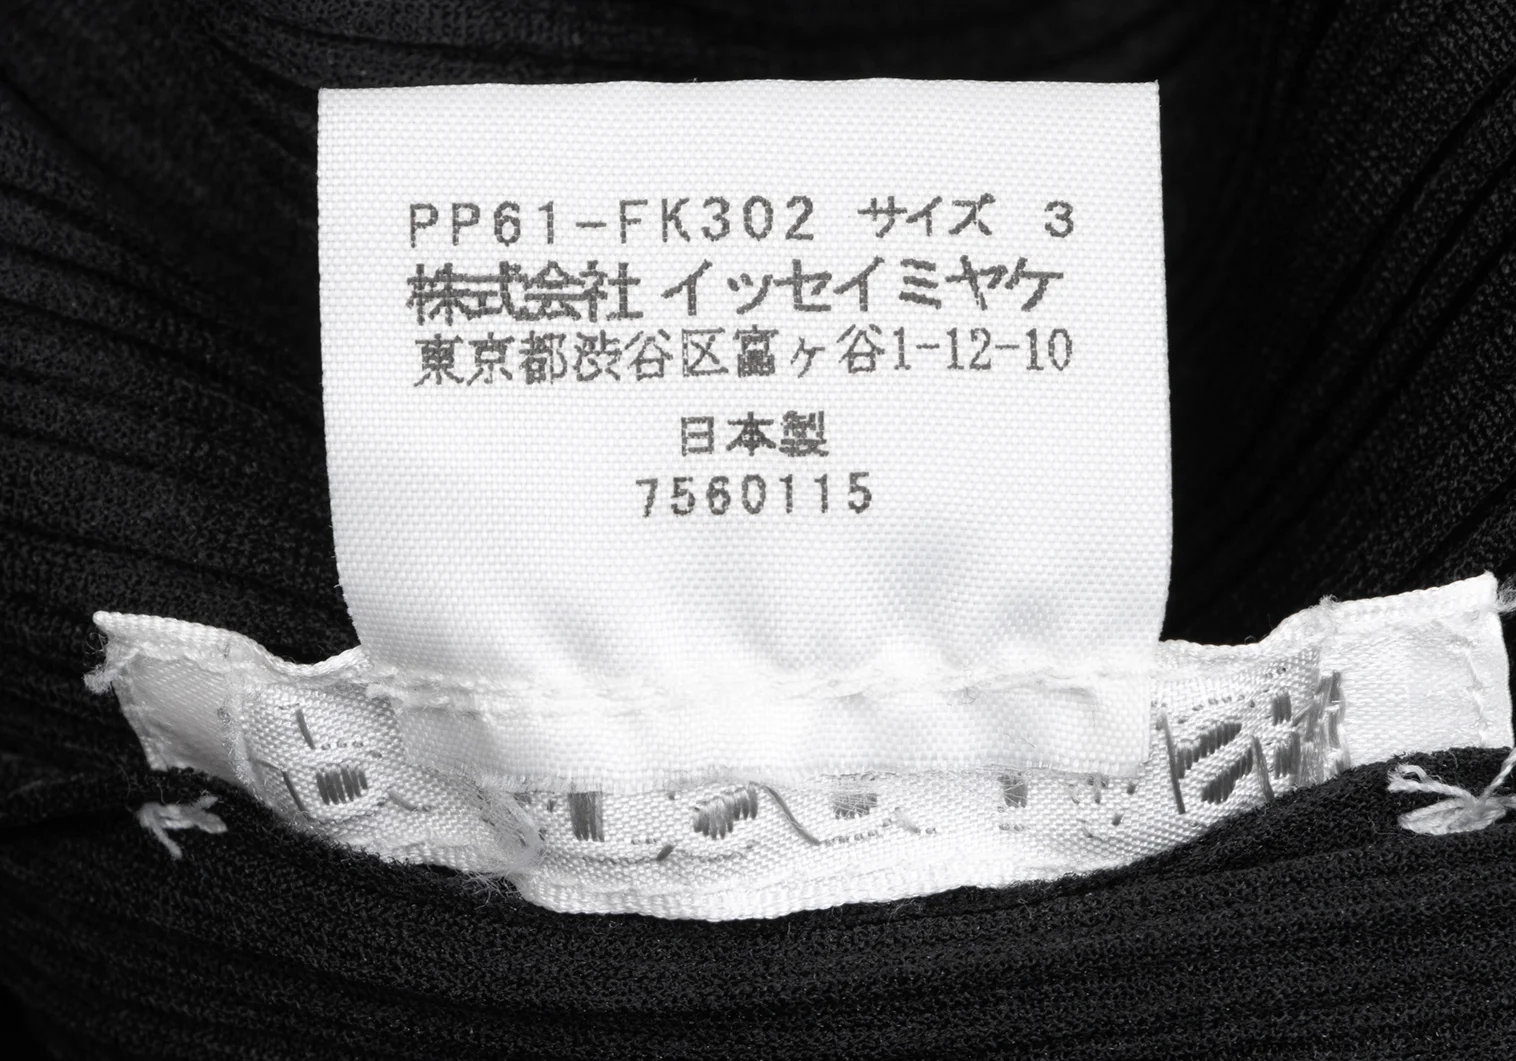 PP61-FK302 サイズ 3
株式会社 イッセイミヤケ
東京都渋谷区富ヶ谷1-12-10
日本製
7560115